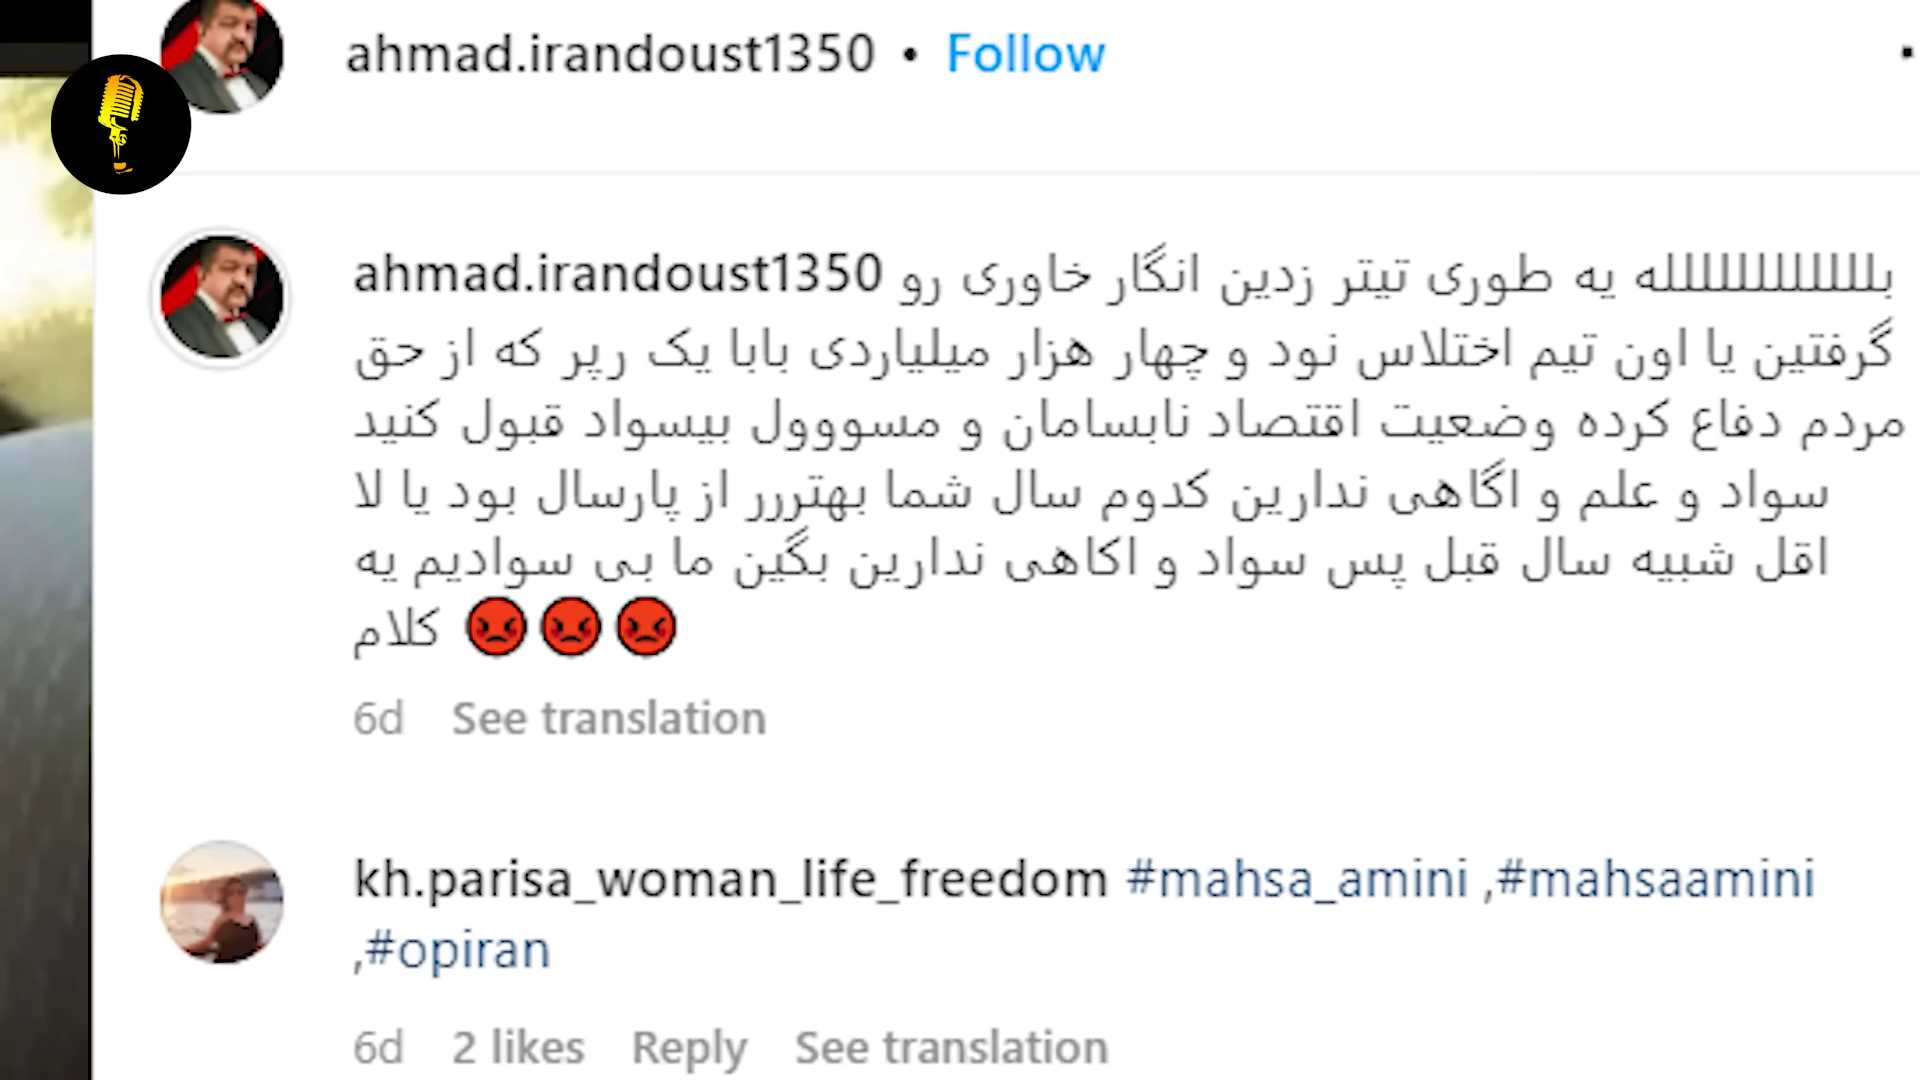 ahmad.irandoust1350 • Follow
ahmad.irandoust1350 بللللللللللللله یه طوری تیتر زدین انگار خاوری رو
گرفتین یا اون تیم اختلاس نود و چهار هزار میلیاردی بابا یک رپر که از حق
مردم دفاع کرده وضعیت اقتصاد نابسامان و مسووول بیسواد قبول کنید
سواد و علم و اگاهی ندارین کدوم سال شما بهتررر از پارسال بود یا لا
اقل شبیه سال قبل پس سواد و اکاهی ندارین بگین ما بی سوادیم یه
کلام 😡😡😡
6d See translation
kh.parisa_woman_life_freedom #mahsa_amini ,#mahsaamini
,#opiran
6d 2 likes Reply See translation